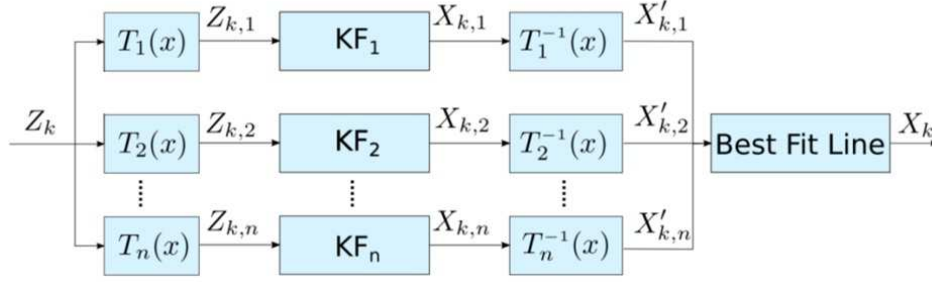 Z_{k,1} X_{k,1} X'_{k,1}
T_1(x) KF_1 T_1^{-1}(x)
Z_k Z_{k,2} X_{k,2} X'_{k,2} X_k
T_2(x) KF_2 T_2^{-1}(x) Best Fit Line
Z_{k,n} X_{k,n} X'_{k,n}
T_n(x) KF_n T_n^{-1}(x)